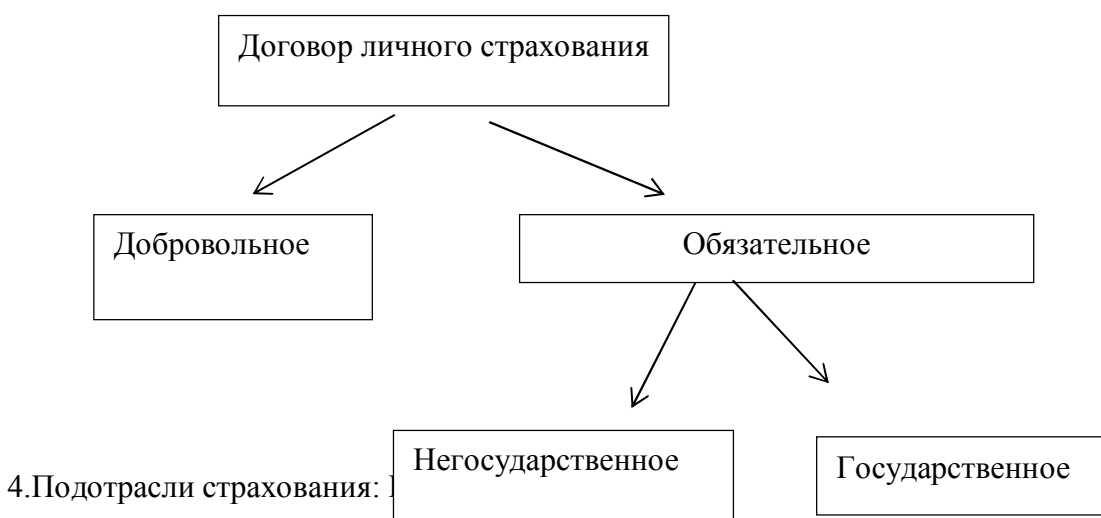 Договор личного страхования
Добровольное
Обязательное
Негосударственное
Государственное
4.Подотрасли страхования: